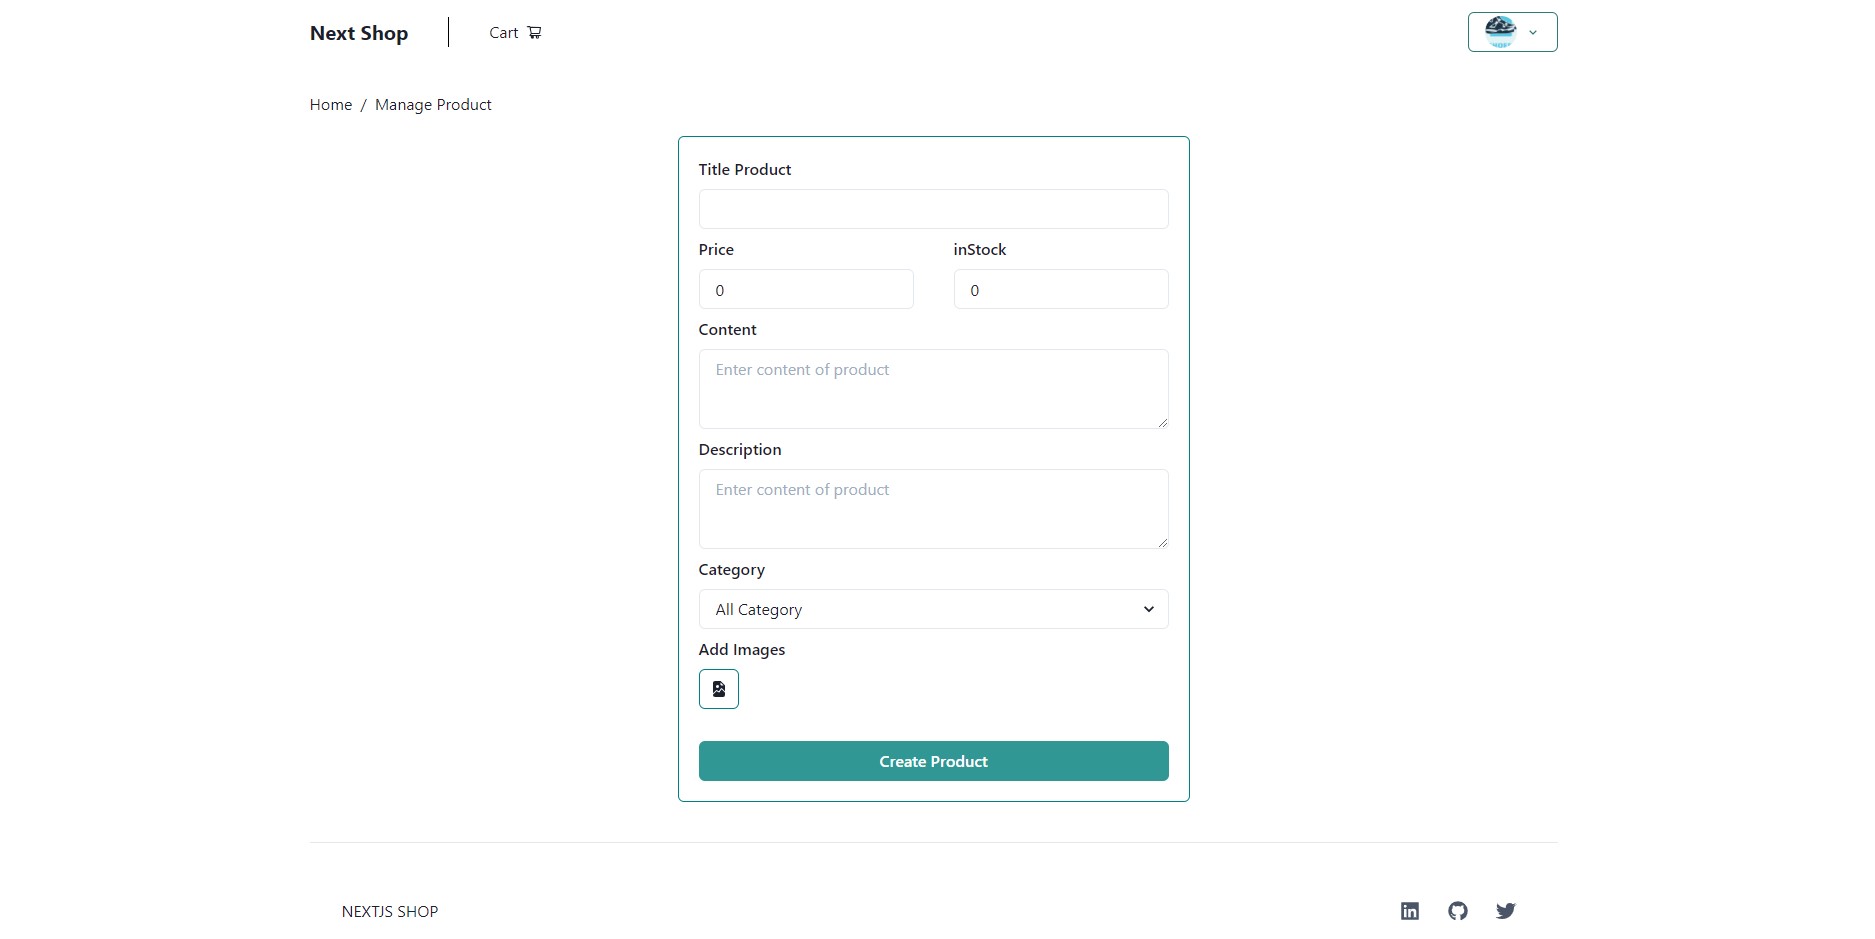 Next Shop
Cart
Home / Manage Product
Title Product
Price
inStock
0
0
Content
Enter content of product
Description
Enter content of product
Category
All Category
Add Images
Create Product
NEXTJS SHOP